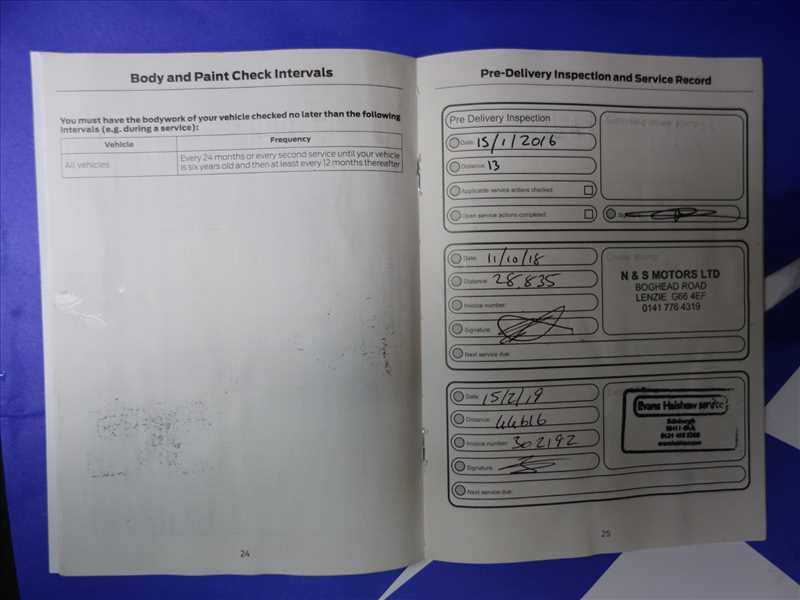 Body and Paint Check Intervals
You must have the bodywork of your vehicle checked no later than the following
intervals (e.g. during a service):
Vehicle
Frequency
All vehicles
Every 24 months or every second service until your vehicle
is six years old and then at least every 12 months thereafter
24
Pre-Delivery Inspection and Service Record
Pre Delivery Inspection
Date: 15/1/2016
Distance: 13
Applicable service actions checked
Open service actions completed
Date: 11/10/18
Distance: 28,835
Invoice number:
Signature:
Next service due:
N & S MOTORS LTD
BOGHEAD ROAD
LENZIE G66 4EF
0141 776 4319
Date: 15/2/19
Distance: 44616
Invoice number: 302192
Signature:
Next service due:
Evans Halshaw service
Edinburgh
25